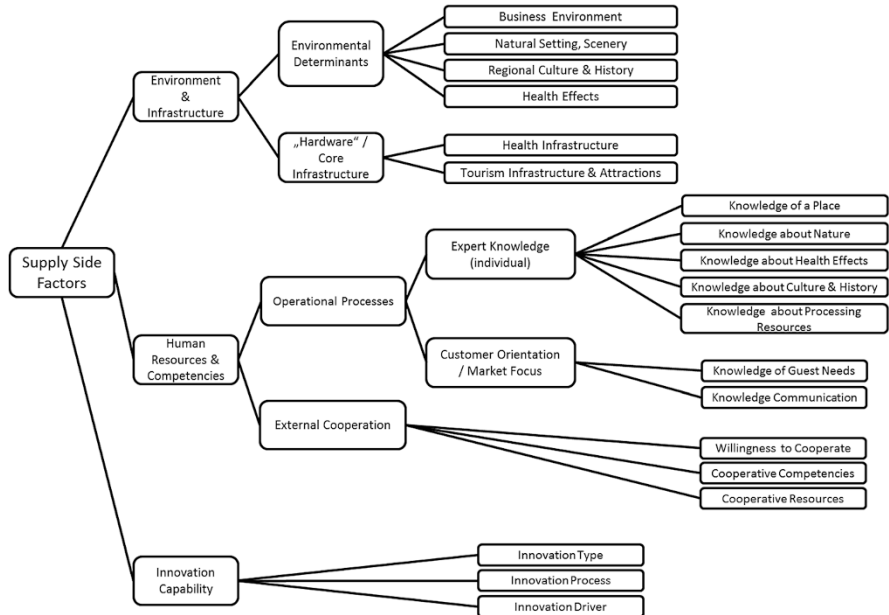 Supply Side
Factors
Environment
&
Infrastructure
Environmental
Determinants
Business Environment
Natural Setting, Scenery
Regional Culture & History
Health Effects
„Hardware“ /
Core
Infrastructure
Health Infrastructure
Tourism Infrastructure & Attractions
Human
Resources &
Competencies
Operational Processes
Expert Knowledge
(individual)
Knowledge of a Place
Knowledge about Nature
Knowledge about Health Effects
Knowledge about Culture & History
Knowledge about Processing
Resources
Customer Orientation
/ Market Focus
Knowledge of Guest Needs
Knowledge Communication
External Cooperation
Willingness to Cooperate
Cooperative Competencies
Cooperative Resources
Innovation
Capability
Innovation Type
Innovation Process
Innovation Driver